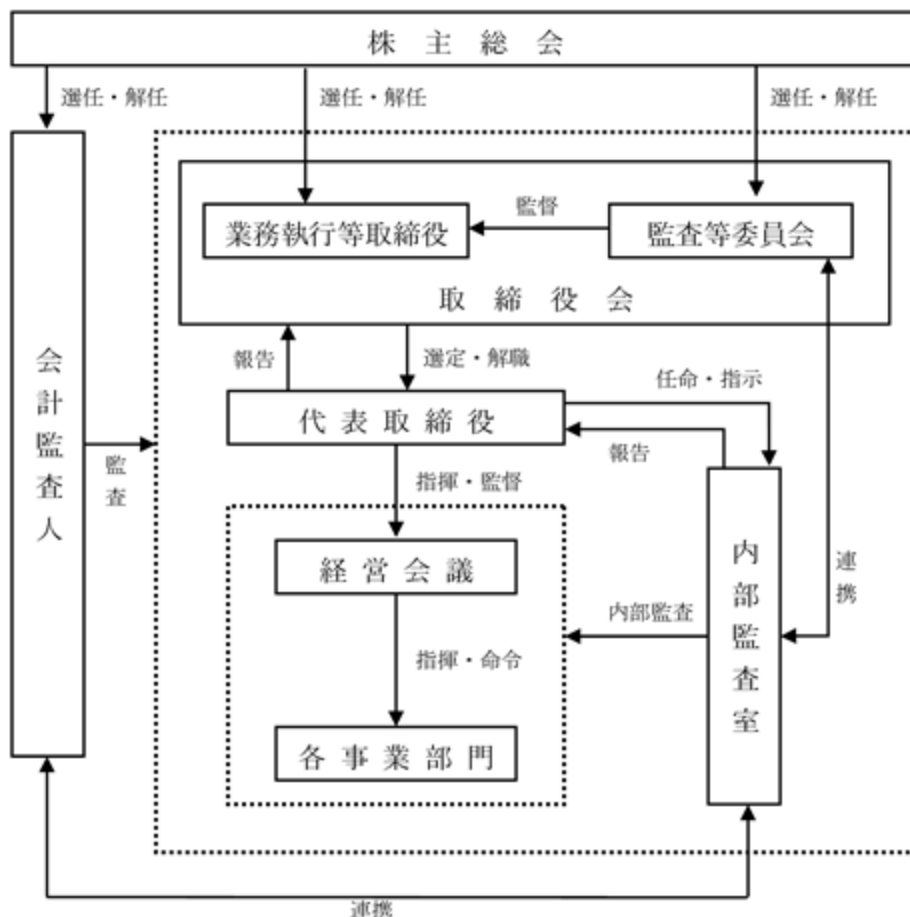 株主総会
選任・解任
選任・解任
選任・解任
監督
業務執行等取締役
監査等委員会
取締役会
会計監査人
報告
選定・解職
任命・指示
代表取締役
報告
監査
指揮・監督
内部監査室
経営会議
連携
内部監査
指揮・命令
各事業部門
連携